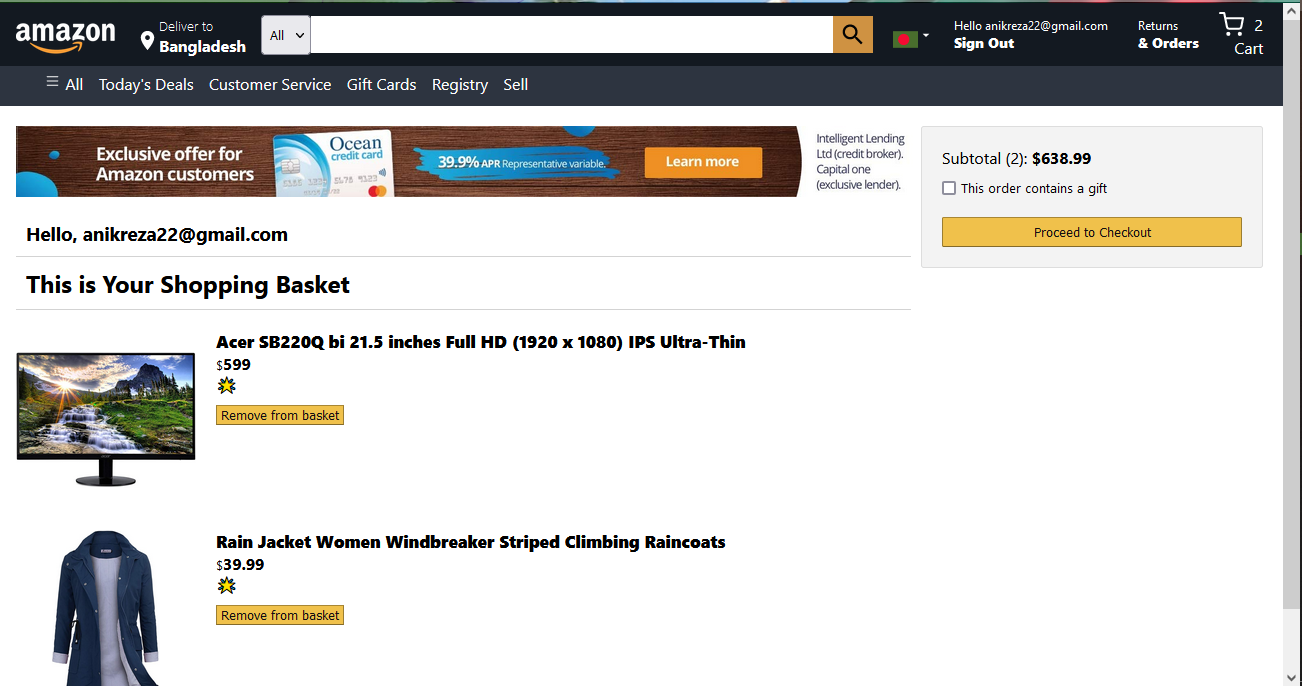 amazon
Deliver to
Bangladesh
All
Hello anikreza22@gmail.com
Sign Out
Returns
& Orders
2
Cart
All
Today's Deals
Customer Service
Gift Cards
Registry
Sell
Exclusive offer for
Amazon customers
Ocean
credit card
39.9% APR Representative variable.
Learn more
Intelligent Lending
Ltd (credit broker).
Capital one
(exclusive lender).
Subtotal (2): $638.99
This order contains a gift
Proceed to Checkout
Hello, anikreza22@gmail.com
This is Your Shopping Basket
Acer SB220Q bi 21.5 inches Full HD (1920 x 1080) IPS Ultra-Thin
$599
Remove from basket
Rain Jacket Women Windbreaker Striped Climbing Raincoats
$39.99
Remove from basket